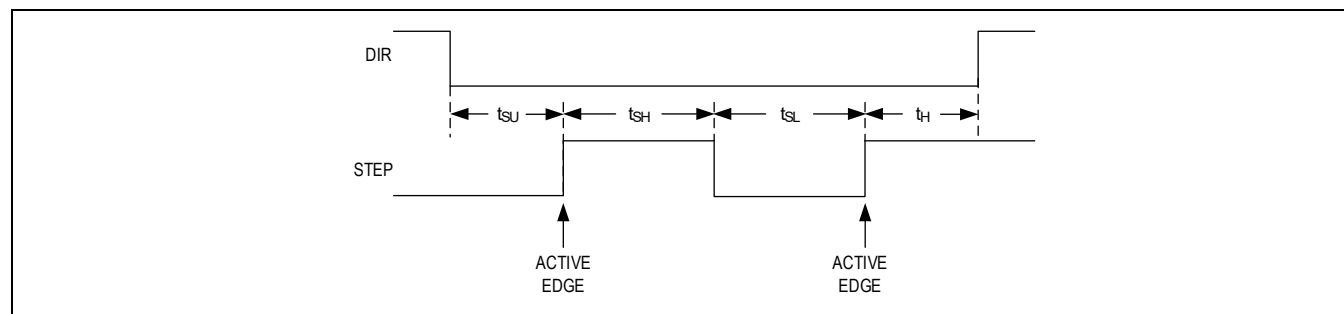 DIR
tSU tSH tSL tH
STEP
ACTIVE EDGE
ACTIVE EDGE